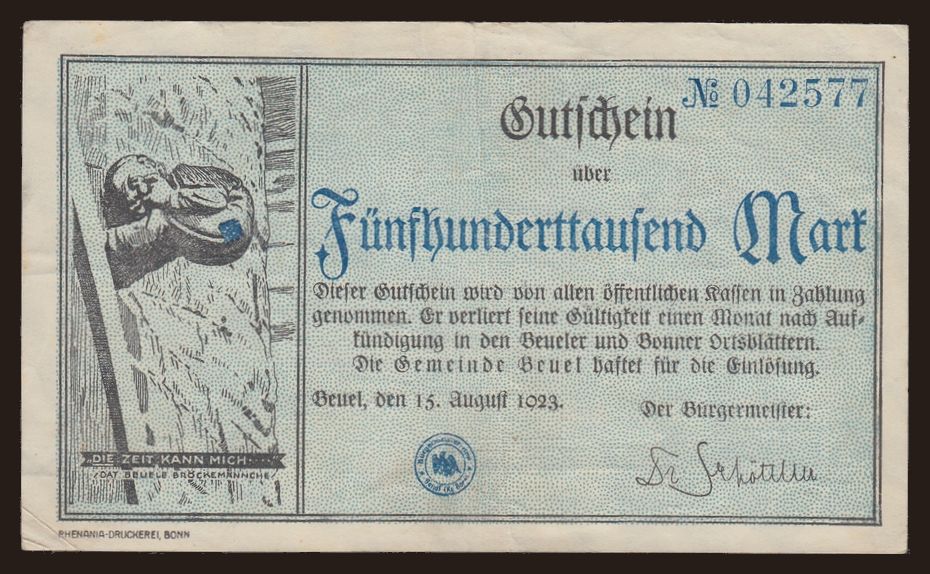 № 042577
Gutschein
über
Fünfhunderttausend Mark
Dieser Gutschein wird von allen öffentlichen Kassen in Zahlung
genommen. Er verliert seine Gültigkeit einen Monat nach Auf-
kündigung in den Beueler und Bonner Ortsblättern.
Die Gemeinde Beuel haftet für die Einlösung.
Beuel, den 15. August 1923.
Der Bürgermeister:
„DIE ZEIT KANN MICH....“
DAT BEUELE BRÖCKEMÄNNCHE
RHENANIA-DRUCKEREI, BONN